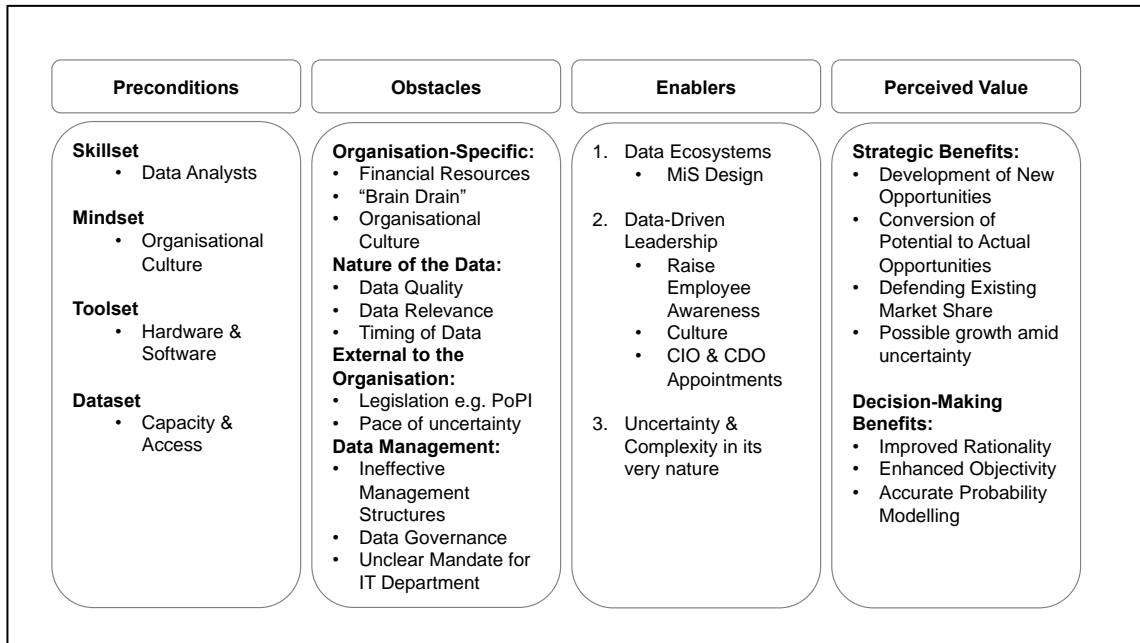 Preconditions
Skillset
• Data Analysts
Mindset
• Organisational
Culture
Toolset
• Hardware &
Software
Dataset
• Capacity &
Access
Obstacles
Organisation-Specific:
• Financial Resources
• “Brain Drain”
• Organisational
Culture
Nature of the Data:
• Data Quality
• Data Relevance
• Timing of Data
External to the
Organisation:
• Legislation e.g. PoPI
• Pace of uncertainty
Data Management:
• Ineffective
Management
Structures
• Data Governance
• Unclear Mandate for
IT Department
Enablers
1. Data Ecosystems
• MiS Design
2. Data-Driven
Leadership
• Raise
Employee
Awareness
• Culture
• CIO & CDO
Appointments
3. Uncertainty &
Complexity in its
very nature
Perceived Value
Strategic Benefits:
• Development of New
Opportunities
• Conversion of
Potential to Actual
Opportunities
• Defending Existing
Market Share
• Possible growth amid
uncertainty
Decision-Making
Benefits:
• Improved Rationality
• Enhanced Objectivity
• Accurate Probability
Modelling